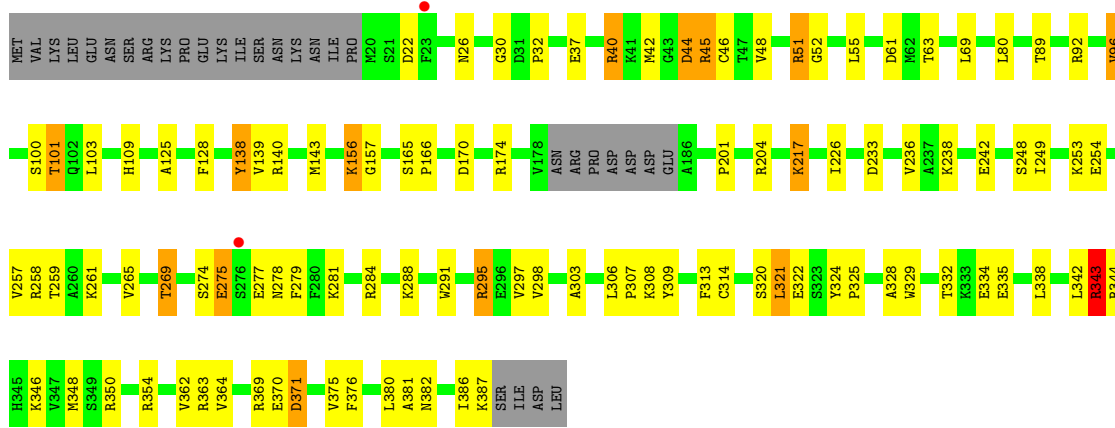 MET VAL LYS LEU GLU ASN SER ARG LYS PRO GLU LYS ILE SER ASN LYS ASN ILE PRO M20 S21 D22 F23 N26 G30 D31 P32 E37 R40 K41 M42 G43 D44 R45 C46 T47 V48 R51 G52 L55 D61 M62 T63 L69 L80 T89 R92 V96
S100 T101 Q102 L103 H109 A125 F128 Y138 V139 R140 M143 K156 G157 S165 P166 D170 R174 V178 ASN ARG PRO ASP ASP ASP GLU A186 P201 R204 K217 I226 D233 V236 A237 K238 E242 S248 I249 K253 E254
V257 R258 T259 A260 K261 V265 T269 S274 E275 S276 E277 N278 F279 F280 K281 R284 K288 W291 R295 E296 V297 V298 A303 L306 P307 K308 Y309 F313 C314 S320 L321 E322 S323 Y324 P325 A328 W329 T332 K333 E334 E335 L338 L342 R343 R344
H345 K346 V347 M348 S349 R350 R354 V362 R363 V364 R369 E370 D371 V375 F376 L380 A381 N382 I386 K387 SER ILE ASP LEU